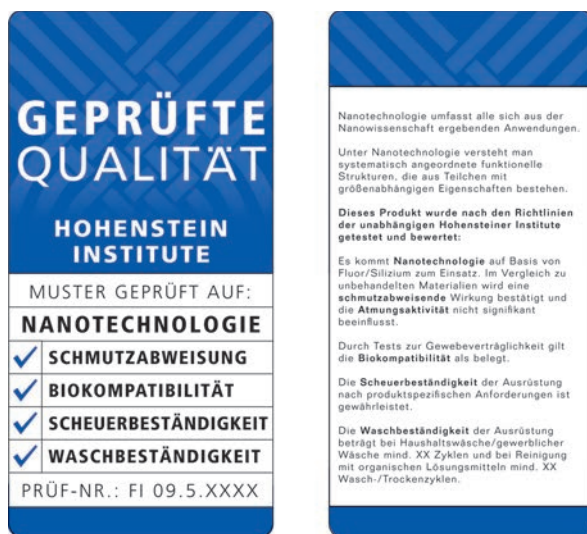 GEPRÜFTE
QUALITÄT
HOHENSTEIN
INSTITUTE
MUSTER GEPRÜFT AUF:
NANOTECHNOLOGIE
SCHMUTZABWEISUNG
BIOKOMPATIBILITÄT
SCHEUERBESTÄNDIGKEIT
WASCHBESTÄNDIGKEIT
PRÜF-NR.: FI 09.5.XXXX
Nanotechnologie umfasst alle sich aus der
Nanowissenschaft ergebenden Anwendungen.
Unter Nanotechnologie versteht man
systematisch angeordnete funktionelle
Strukturen, die aus Teilchen mit
größenabhängigen Eigenschaften bestehen.
Dieses Produkt wurde nach den Richtlinien
der unabhängigen Hohensteiner Institute
getestet und bewertet:
Es kommt Nanotechnologie auf Basis von
Fluor/Silizium zum Einsatz. Im Vergleich zu
unbehandelten Materialien wird eine
schmutzabweisende Wirkung bestätigt und
die Atmungsaktivität nicht signifikant
beeinflusst.
Durch Tests zur Gewebeverträglichkeit gilt
die Biokompatibilität als belegt.
Die Scheuerbeständigkeit der Ausrüstung
nach produktspezifischen Anforderungen ist
gewährleistet.
Die Waschbeständigkeit der Ausrüstung
beträgt bei Haushaltswäsche/gewerblicher
Wäsche mind. XX Zyklen und bei Reinigung
mit organischen Lösungsmitteln mind. XX
Wasch-/Trockenzyklen.